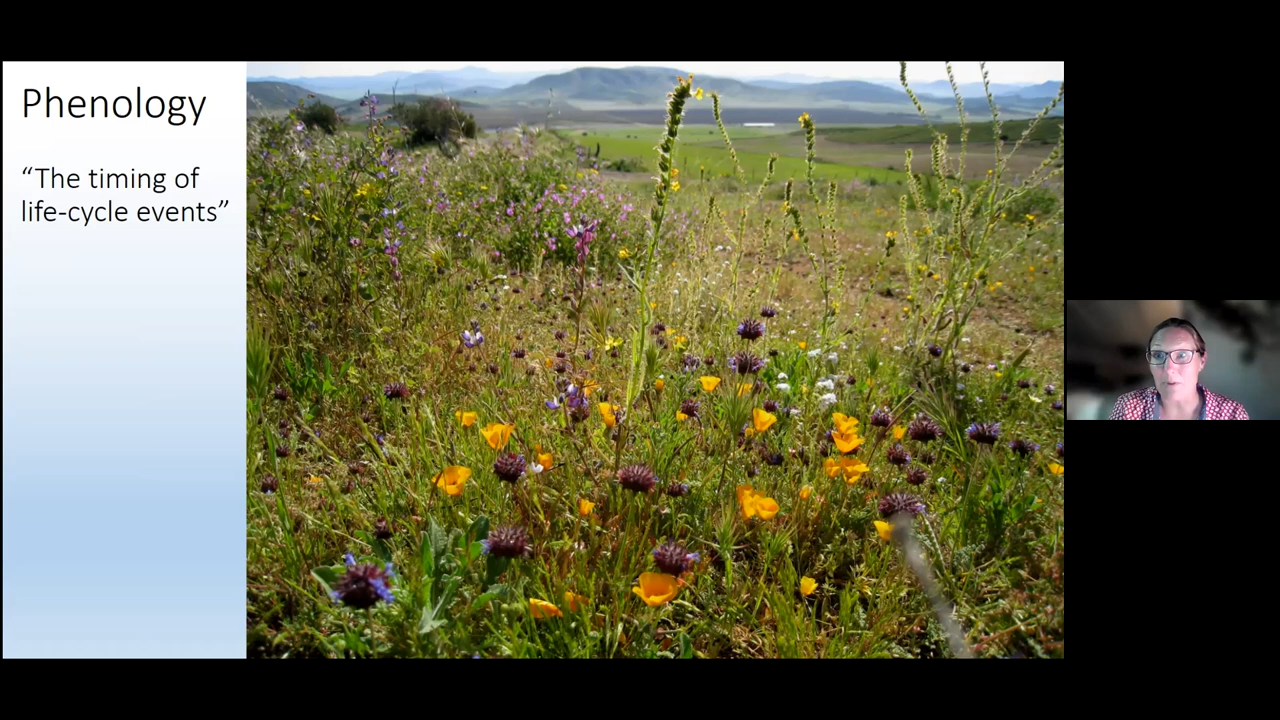 Phenology
“The timing of
life-cycle events”